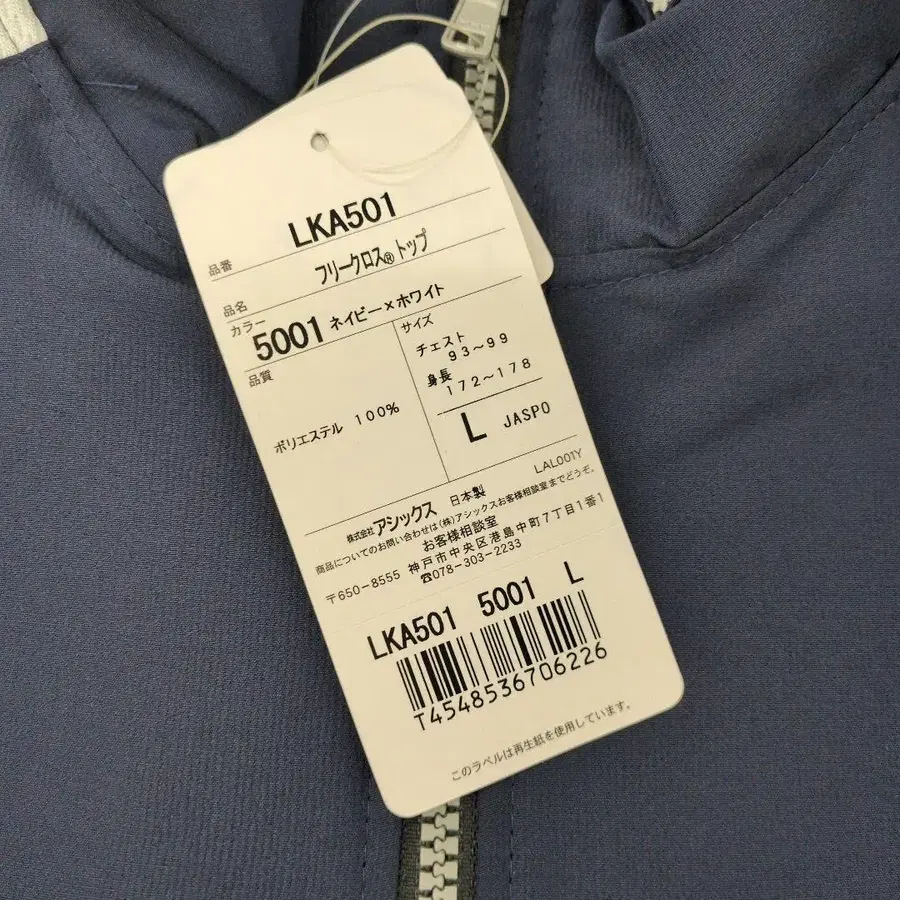 品番 LKA501
品名 フリークロス®トップ
カラー 5001 ネイビー×ホワイト
品質
ポリエステル 100%
サイズ
チェスト
93～99
身長
172～178
L JASPO
LAL001Y
株式会社アシックス 日本製
商品についてのお問い合わせは(株)アシックスお客様相談室までどうぞ。
お客様相談室
〒650-8555 神戸市中央区港島中町7丁目1番1
☎078-303-2233
LKA501 5001 L
T4548536706226
このラベルは再生紙を使用しています。